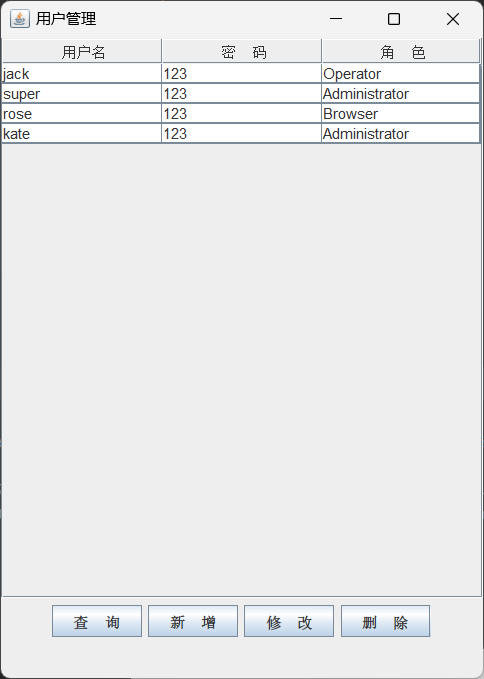 用户管理
用户名 密 码 角 色
jack 123 Operator
super 123 Administrator
rose 123 Browser
kate 123 Administrator
查 询 新 增 修 改 删 除